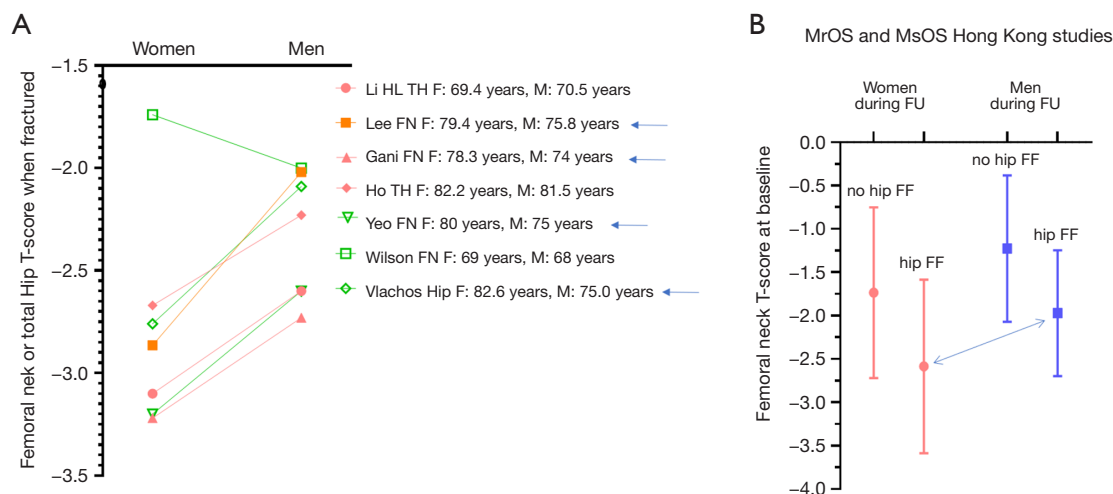 A
Women Men
Femoral nek or total Hip T-score when fractured
−1.5
−2.0
−2.5
−3.0
−3.5
Li HL TH F: 69.4 years, M: 70.5 years
Lee FN F: 79.4 years, M: 75.8 years
Gani FN F: 78.3 years, M: 74 years
Ho TH F: 82.2 years, M: 81.5 years
Yeo FN F: 80 years, M: 75 years
Wilson FN F: 69 years, M: 68 years
Vlachos Hip F: 82.6 years, M: 75.0 years
B
MrOS and MsOS Hong Kong studies
Women
during FU
Men
during FU
Femoral neck T-score at baseline
0.0
−0.5
−1.0
−1.5
−2.0
−2.5
−3.0
−3.5
−4.0
no hip FF
hip FF
no hip FF
hip FF